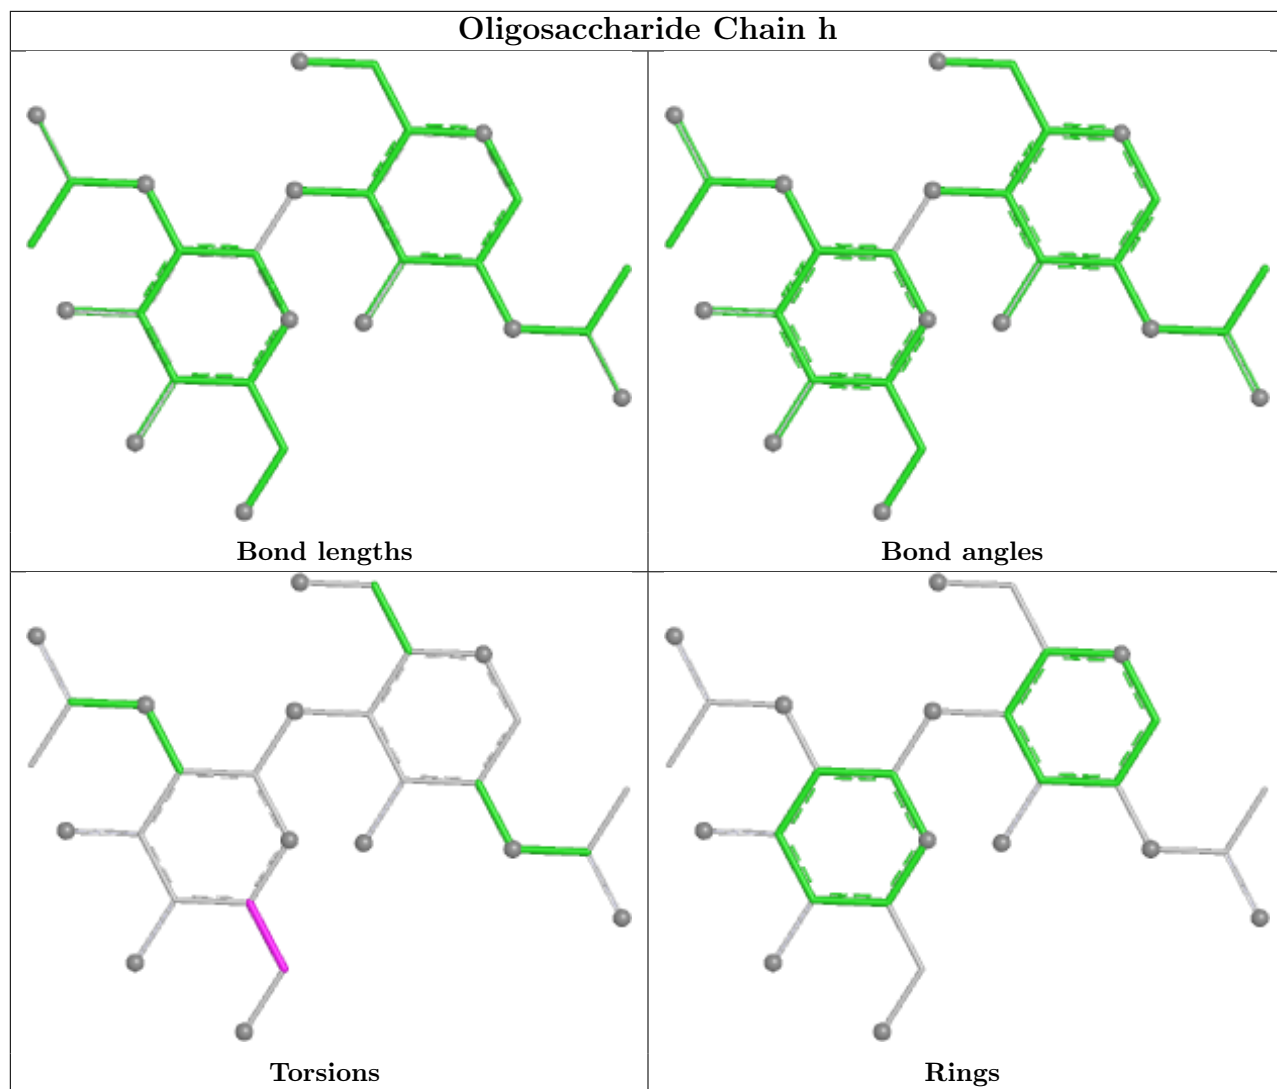 Oligosaccharide Chain h
Bond lengths
Bond angles
Torsions
Rings